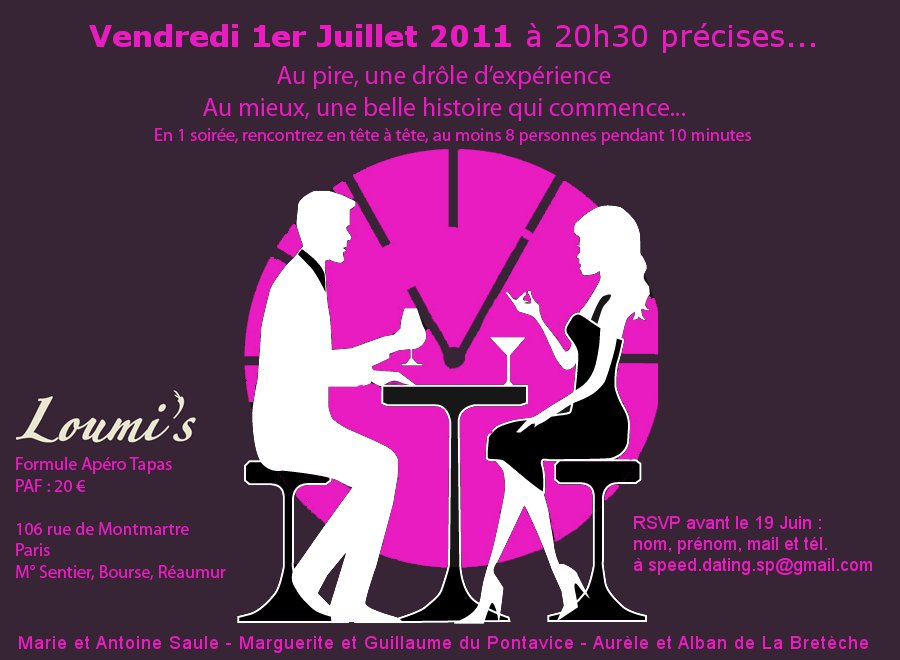 Vendredi 1er Juillet 2011 à 20h30 précises...
Au pire, une drôle d'expérience
Au mieux, une belle histoire qui commence...
En 1 soirée, rencontrez en tête à tête, au moins 8 personnes pendant 10 minutes
Loumi's
Formule Apéro Tapas
PAF : 20 €
106 rue de Montmartre
Paris
M° Sentier, Bourse, Réaumur
RSVP avant le 19 Juin :
nom, prénom, mail et tél.
à speed.dating.sp@gmail.com
Marie et Antoine Saule - Marguerite et Guillaume du Pontavice - Aurèle et Alban de La Bretèche